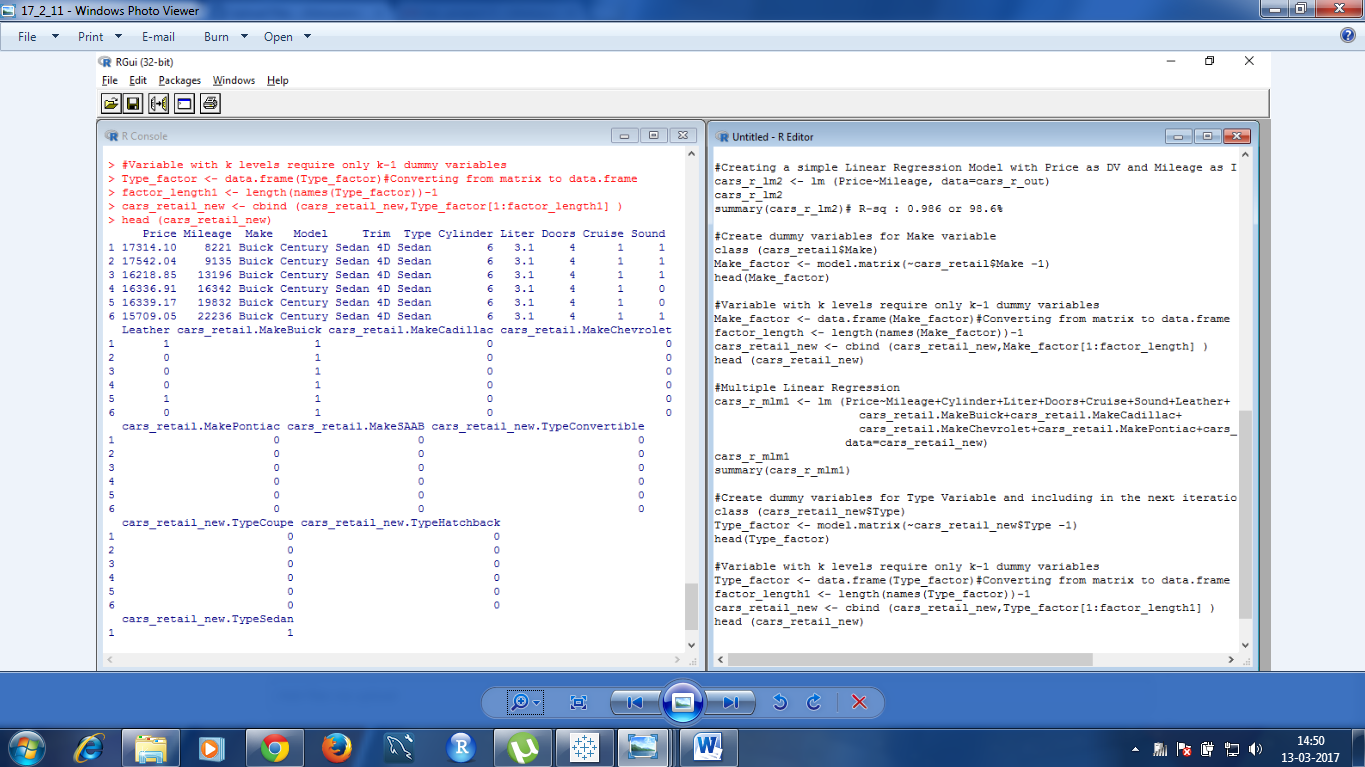 17_2_11 - Windows Photo Viewer
File Print E-mail Burn Open
RGui (32-bit)
File Edit Packages Windows Help
R Console
> #Variable with k levels require only k-1 dummy variables
> Type_factor <- data.frame(Type_factor)#Converting from matrix to data.frame
> factor_length1 <- length(names(Type_factor))-1
> cars_retail_new <- cbind (cars_retail_new,Type_factor[1:factor_length1] )
> head (cars_retail_new)
Price Mileage Make Model Trim Type Cylinder Liter Doors Cruise Sound
1 17314.10 8221 Buick Century Sedan 4D Sedan 6 3.1 4 1 1
2 17542.04 9135 Buick Century Sedan 4D Sedan 6 3.1 4 1 1
3 16218.85 13196 Buick Century Sedan 4D Sedan 6 3.1 4 1 1
4 16336.91 16342 Buick Century Sedan 4D Sedan 6 3.1 4 1 0
5 16339.17 19832 Buick Century Sedan 4D Sedan 6 3.1 4 1 0
6 15709.05 22236 Buick Century Sedan 4D Sedan 6 3.1 4 1 1
Leather cars_retail.MakeBuick cars_retail.MakeCadillac cars_retail.MakeChevrolet
1 1 1 0 0
2 0 1 0 0
3 0 1 0 0
4 0 1 0 0
5 1 1 0 0
6 0 1 0 0
cars_retail.MakePontiac cars_retail.MakeSAAB cars_retail_new.TypeConvertible
1 0 0 0
2 0 0 0
3 0 0 0
4 0 0 0
5 0 0 0
6 0 0 0
cars_retail_new.TypeCoupe cars_retail_new.TypeHatchback
1 0 0
2 0 0
3 0 0
4 0 0
5 0 0
6 0 0
cars_retail_new.TypeSedan
1 1
Untitled - R Editor
#Creating a simple Linear Regression Model with Price as DV and Mileage as I
cars_r_lm2 <- lm (Price~Mileage, data=cars_r_out)
cars_r_lm2
summary(cars_r_lm2)# R-sq : 0.986 or 98.6%
#Create dummy variables for Make variable
class (cars_retail$Make)
Make_factor <- model.matrix(~cars_retail$Make -1)
head(Make_factor)
#Variable with k levels require only k-1 dummy variables
Make_factor <- data.frame(Make_factor)#Converting from matrix to data.frame
factor_length <- length(names(Make_factor))-1
cars_retail_new <- cbind (cars_retail_new,Make_factor[1:factor_length] )
head (cars_retail_new)
#Multiple Linear Regression
cars_r_mlm1 <- lm (Price~Mileage+Cylinder+Liter+Doors+Cruise+Sound+Leather+
cars_retail.MakeBuick+cars_retail.MakeCadillac+
cars_retail.MakeChevrolet+cars_retail.MakePontiac+cars_
data=cars_retail_new)
cars_r_mlm1
summary(cars_r_mlm1)
#Create dummy variables for Type Variable and including in the next iteratio
class (cars_retail_new$Type)
Type_factor <- model.matrix(~cars_retail_new$Type -1)
head(Type_factor)
#Variable with k levels require only k-1 dummy variables
Type_factor <- data.frame(Type_factor)#Converting from matrix to data.frame
factor_length1 <- length(names(Type_factor))-1
cars_retail_new <- cbind (cars_retail_new,Type_factor[1:factor_length1] )
head (cars_retail_new)
14:50
13-03-2017